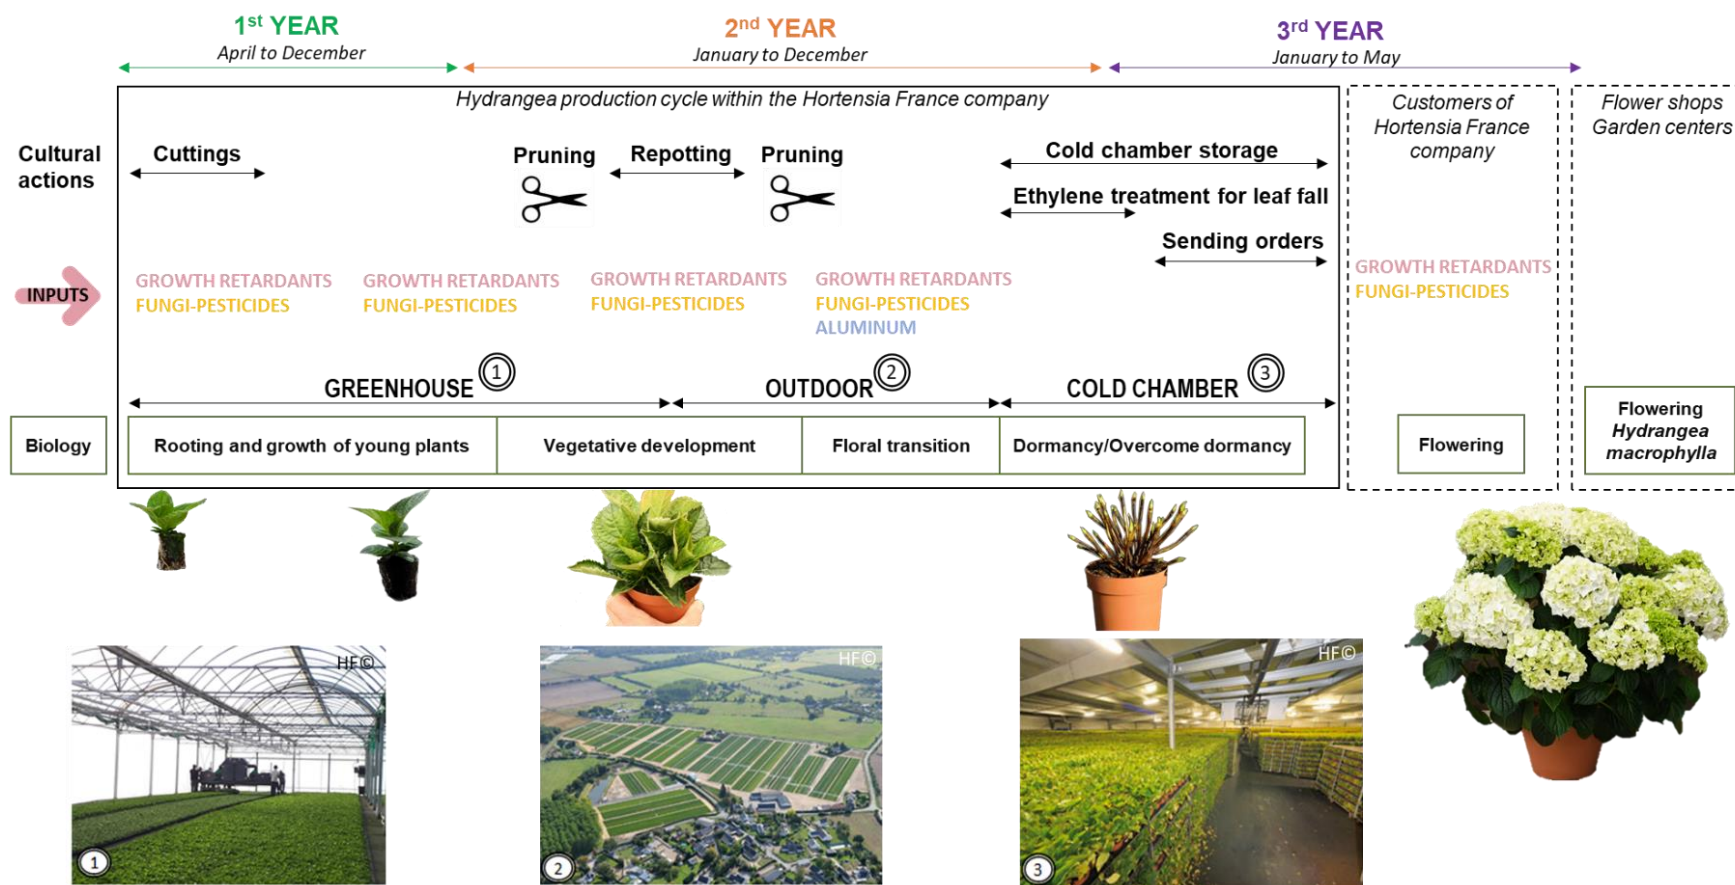 1st YEAR
April to December
2nd YEAR
January to December
3rd YEAR
January to May
Hydrangea production cycle within the Hortensia France company
Customers of
Hortensia France
company
Flower shops
Garden centers
Cultural
actions
Cuttings
Pruning
Repotting
Pruning
Cold chamber storage
Ethylene treatment for leaf fall
Sending orders
INPUTS
GROWTH RETARDANTS
FUNGI-PESTICIDES
GROWTH RETARDANTS
FUNGI-PESTICIDES
GROWTH RETARDANTS
FUNGI-PESTICIDES
GROWTH RETARDANTS
FUNGI-PESTICIDES
ALUMINUM
GROWTH RETARDANTS
FUNGI-PESTICIDES
GREENHOUSE 1
OUTDOOR 2
COLD CHAMBER 3
Biology
Rooting and growth of young plants
Vegetative development
Floral transition
Dormancy/Overcome dormancy
Flowering
Flowering
Hydrangea
macrophylla
HF©
1
HF©
2
HF©
3